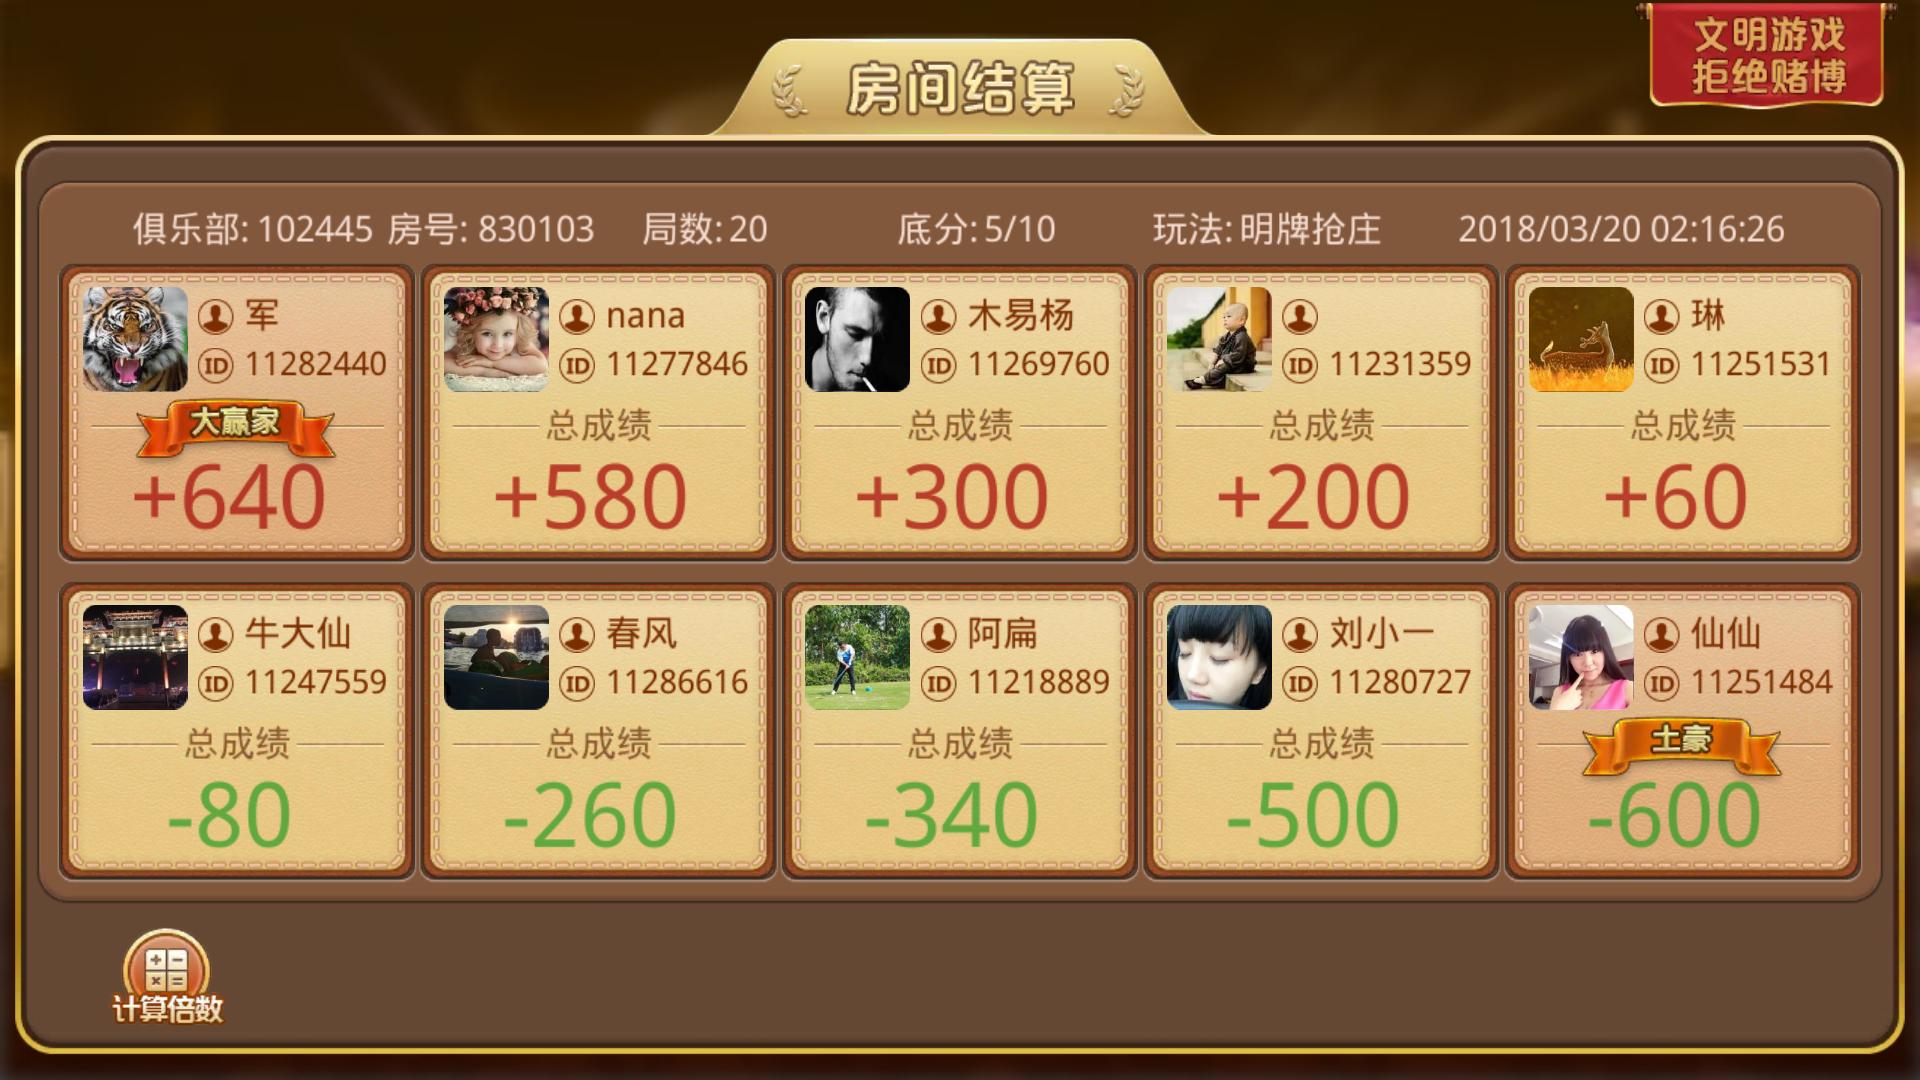 文明游戏
拒绝赌博
房间结算
俱乐部: 102445 房号: 830103 局数: 20 底分: 5/10 玩法: 明牌抢庄 2018/03/20 02:16:26
军
ID 11282440
大赢家
+640
nana
ID 11277846
总成绩
+580
木易杨
ID 11269760
总成绩
+300
ID 11231359
总成绩
+200
琳
ID 11251531
总成绩
+60
牛大仙
ID 11247559
总成绩
-80
春风
ID 11286616
总成绩
-260
阿扁
ID 11218889
总成绩
-340
刘小一
ID 11280727
总成绩
-500
仙仙
ID 11251484
土豪
-600
计算倍数